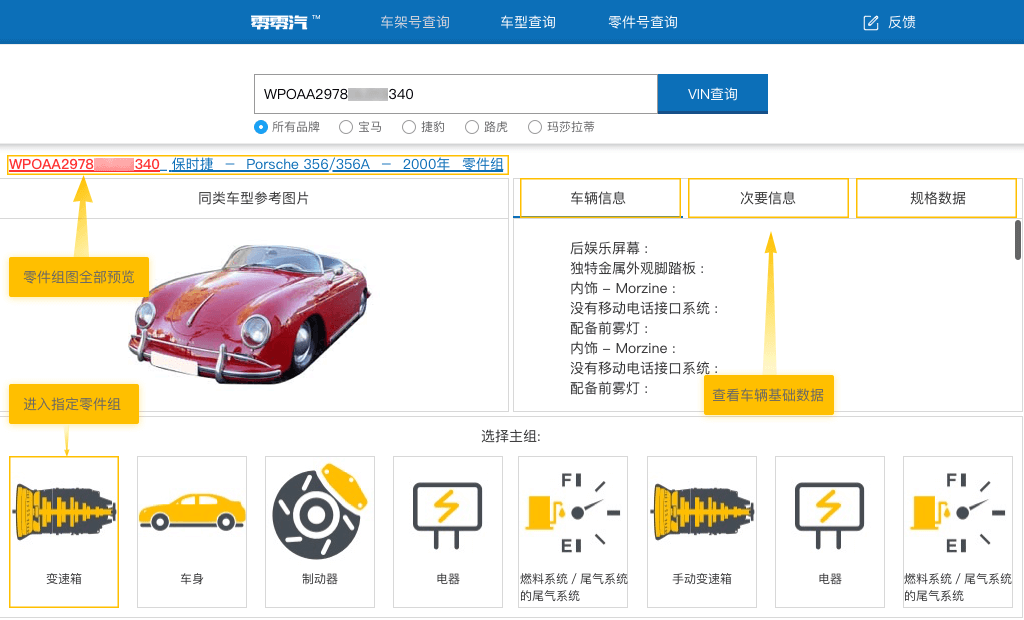 零零汽™ 车架号查询 车型查询 零件号查询 反馈
WPOAA2978 340 VIN查询
所有品牌 宝马 捷豹 路虎 玛莎拉蒂
WPOAA2978 340 保时捷 － Porsche 356/356A － 2000年 零件组
同类车型参考图片
车辆信息 次要信息 规格数据
零件组图全部预览
后娱乐屏幕 :
独特金属外观脚踏板 :
内饰 – Morzine :
没有移动电话接口系统 :
配备前雾灯 :
内饰 – Morzine :
没有移动电话接口系统 :
配备前雾灯 :
查看车辆基础数据
进入指定零件组
选择主组:
变速箱
车身
制动器
电器
F
E
燃料系统 / 尾气系统
的尾气系统
手动变速箱
电器
F
E
燃料系统 / 尾气系统
的尾气系统